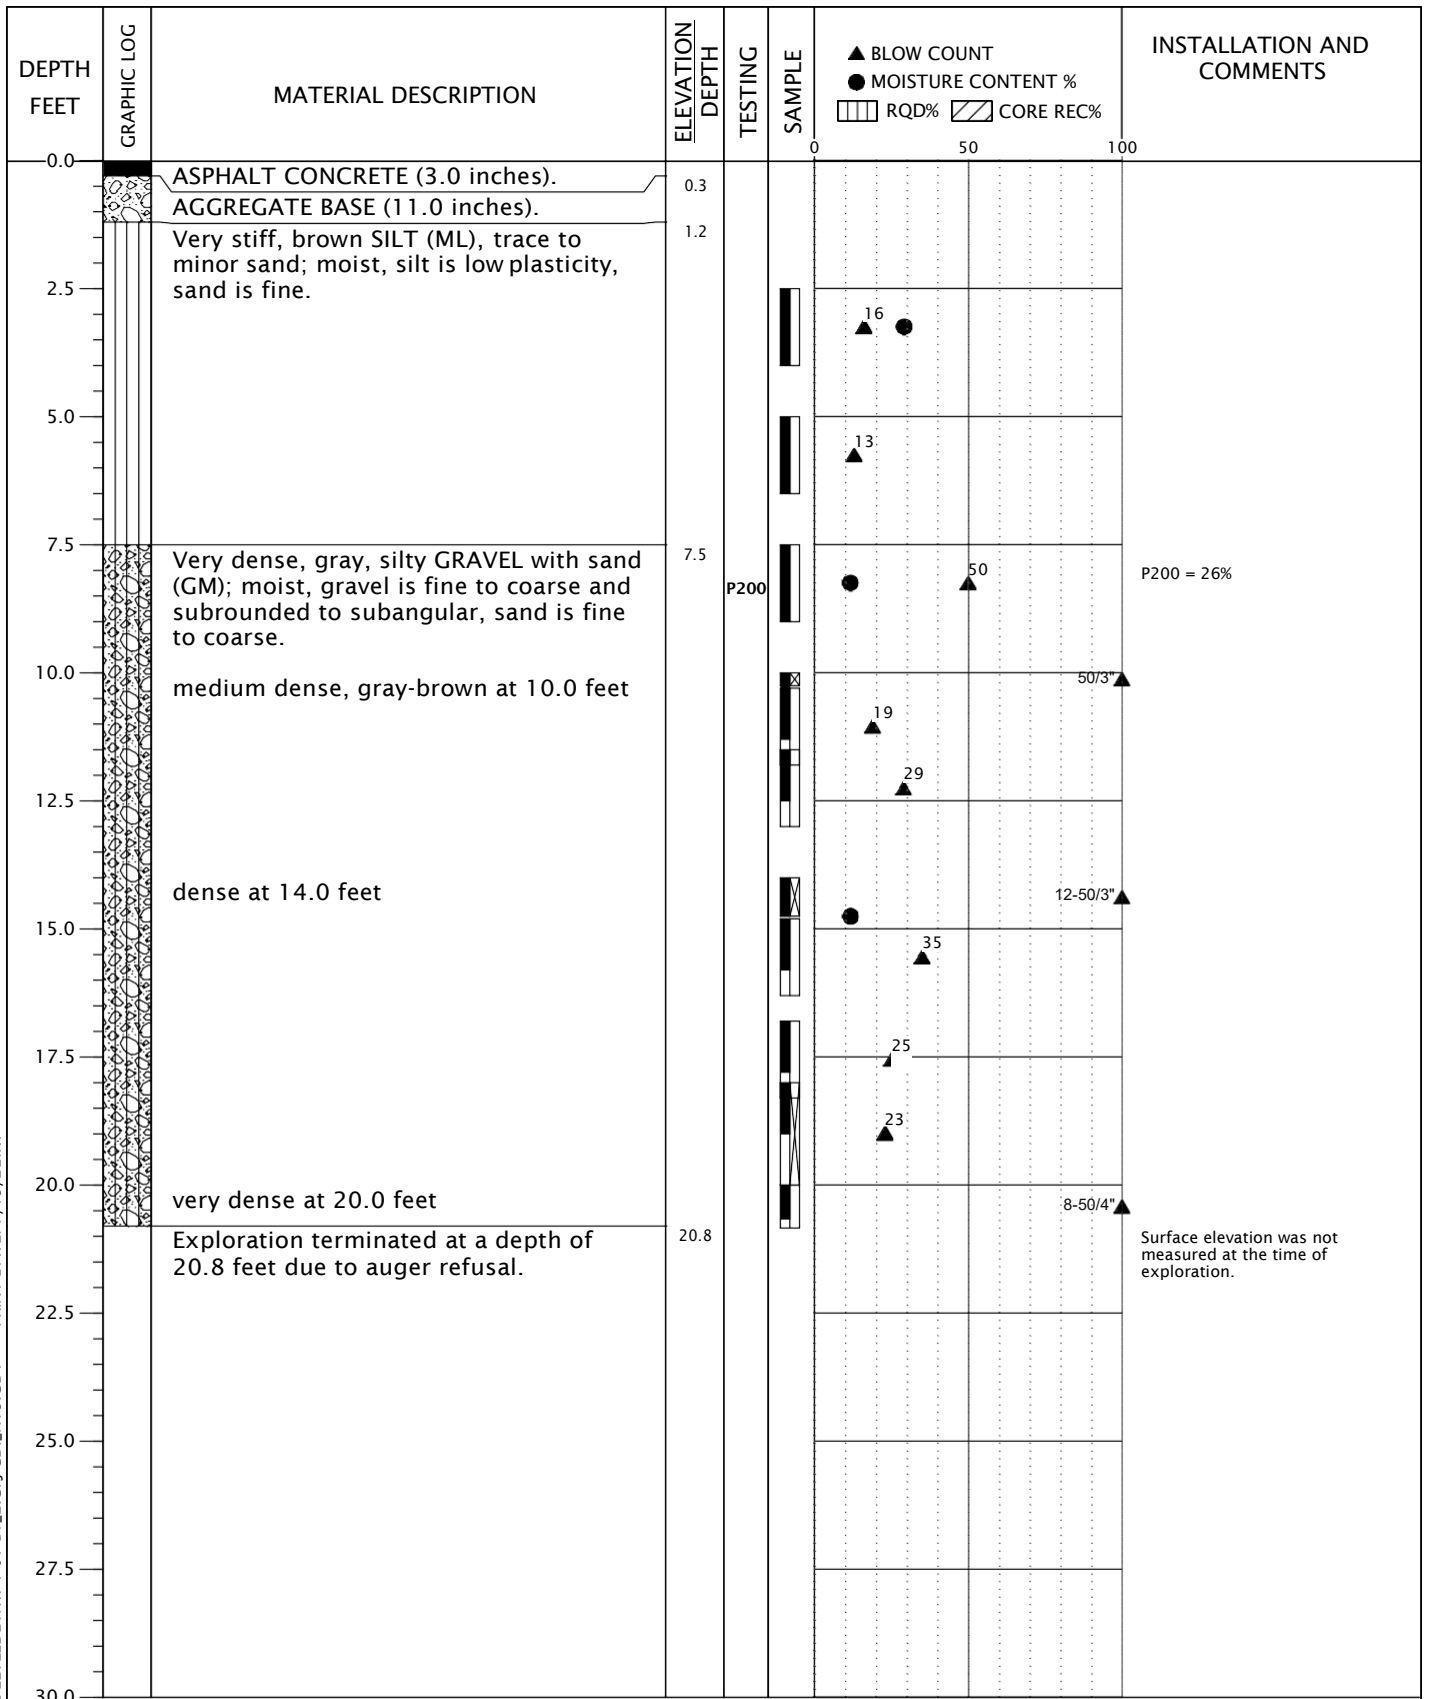 DEPTH
FEET
GRAPHIC LOG
MATERIAL DESCRIPTION
ELEVATION
DEPTH
TESTING
SAMPLE
▲ BLOW COUNT
● MOISTURE CONTENT %
RQD% CORE REC%
0 50 100
INSTALLATION AND
COMMENTS
0.0
ASPHALT CONCRETE (3.0 inches).
0.3
AGGREGATE BASE (11.0 inches).
1.2
Very stiff, brown SILT (ML), trace to
minor sand; moist, silt is low plasticity,
sand is fine.
2.5
16
5.0
13
7.5
Very dense, gray, silty GRAVEL with sand
(GM); moist, gravel is fine to coarse and
subrounded to subangular, sand is fine
to coarse.
7.5
P200
50
P200 = 26%
10.0
medium dense, gray-brown at 10.0 feet
50/3"
19
29
12.5
dense at 14.0 feet
12-50/3"
15.0
35
17.5
25
23
20.0
very dense at 20.0 feet
8-50/4"
Exploration terminated at a depth of
20.8 feet due to auger refusal.
20.8
Surface elevation was not
measured at the time of
exploration.
22.5
25.0
27.5
30.0